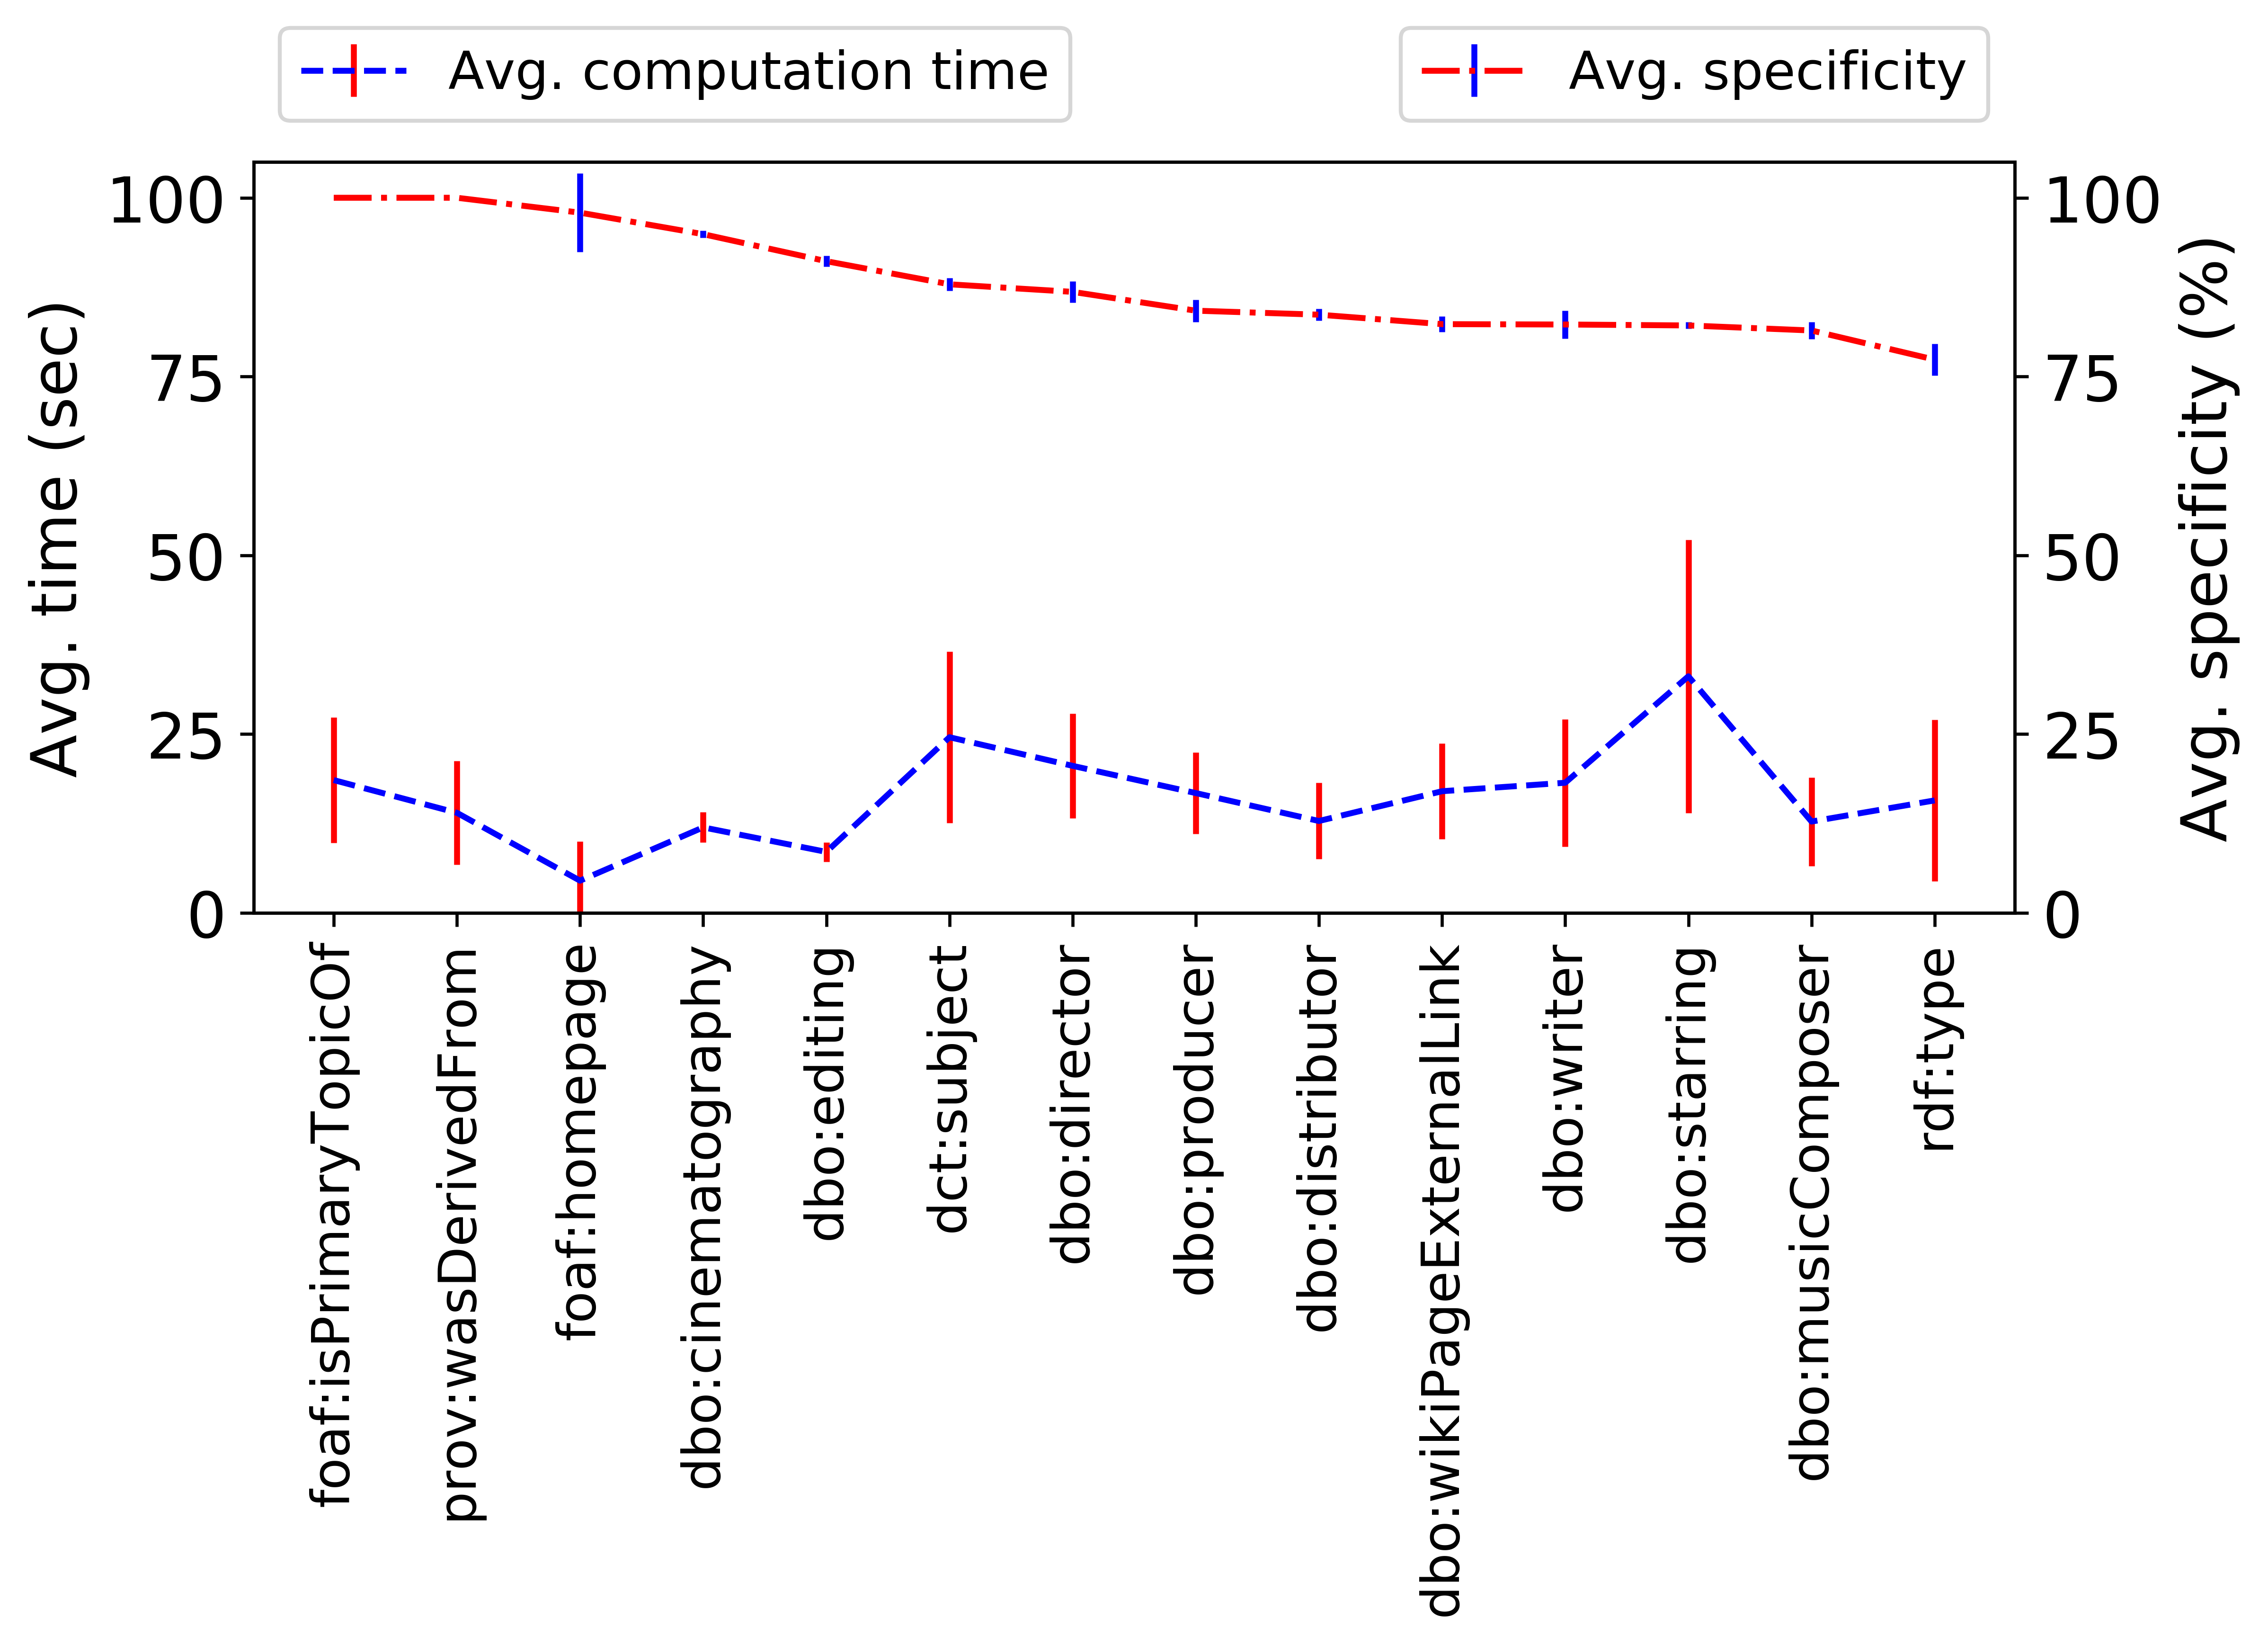 Avg. computation time
Avg. specificity
Avg. time (sec)
100
75
50
25
0
100
75
50
25
0
Avg. specificity (%)
foaf:isPrimaryTopicOf
prov:wasDerivedFrom
foaf:homepage
dbo:cinematography
dbo:editing
dct:subject
dbo:director
dbo:producer
dbo:distributor
dbo:wikiPageExternalLink
dbo:writer
dbo:starring
dbo:musicComposer
rdf:type